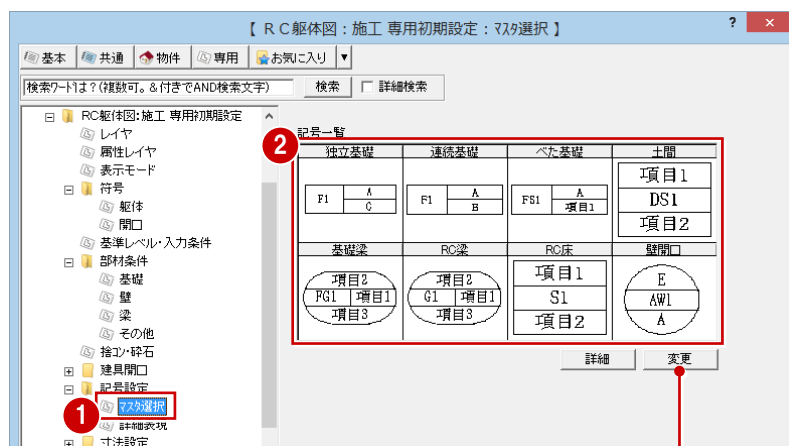 【 ＲＣ躯体図：施工 専用初期設定：ﾏｽﾀ選択 】 ? ×
基本 共通 物件 専用 お気に入り ▼
検索ﾜｰﾄﾞは？(複数可。＆付きでAND検索文字) 検索 詳細検索
RC躯体図：施工 専用初期設定
レイヤ
属性レイヤ
表示モード
符号
躯体
開口
基準レベル・入力条件
部材条件
基礎
壁
梁
その他
捨コン・砕石
建具開口
記号設定
1 マスタ選択
詳細表現
寸法設定
記号一覧
2
独立基礎 連続基礎 べた基礎 土間
F1 A C
F1 A B
FS1 A 項目1
項目1
DS1
項目2
基礎梁 RC梁 RC床 壁開口
項目2
FG1 項目1
項目3
項目2
G1 項目1
項目3
項目1
S1
項目2
E
AW1
A
詳細 変更